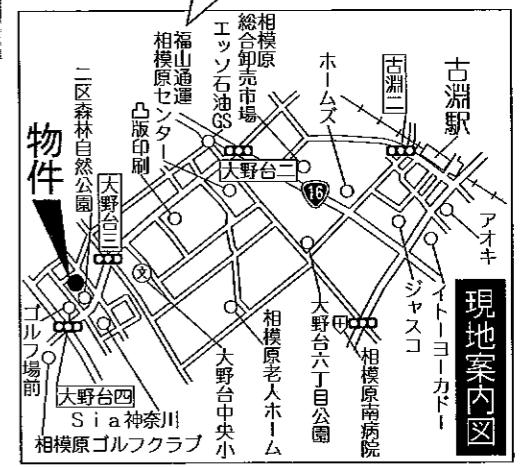 現地案内図
古淵駅
アオキ
イトーヨーカドー
ジャスコ
古淵二
相模原南病院
ホームズ
16
大野台六丁目公園
相模原
総合卸売市場
エッソ石油GS
大野台二
福山通運
相模原センター
凸版印刷
相模原老人ホーム
大野台中央小
文
二区森林自然公園
大野台三
物件
ゴルフ場前
大野台四
Sia神奈川
相模原ゴルフクラブ